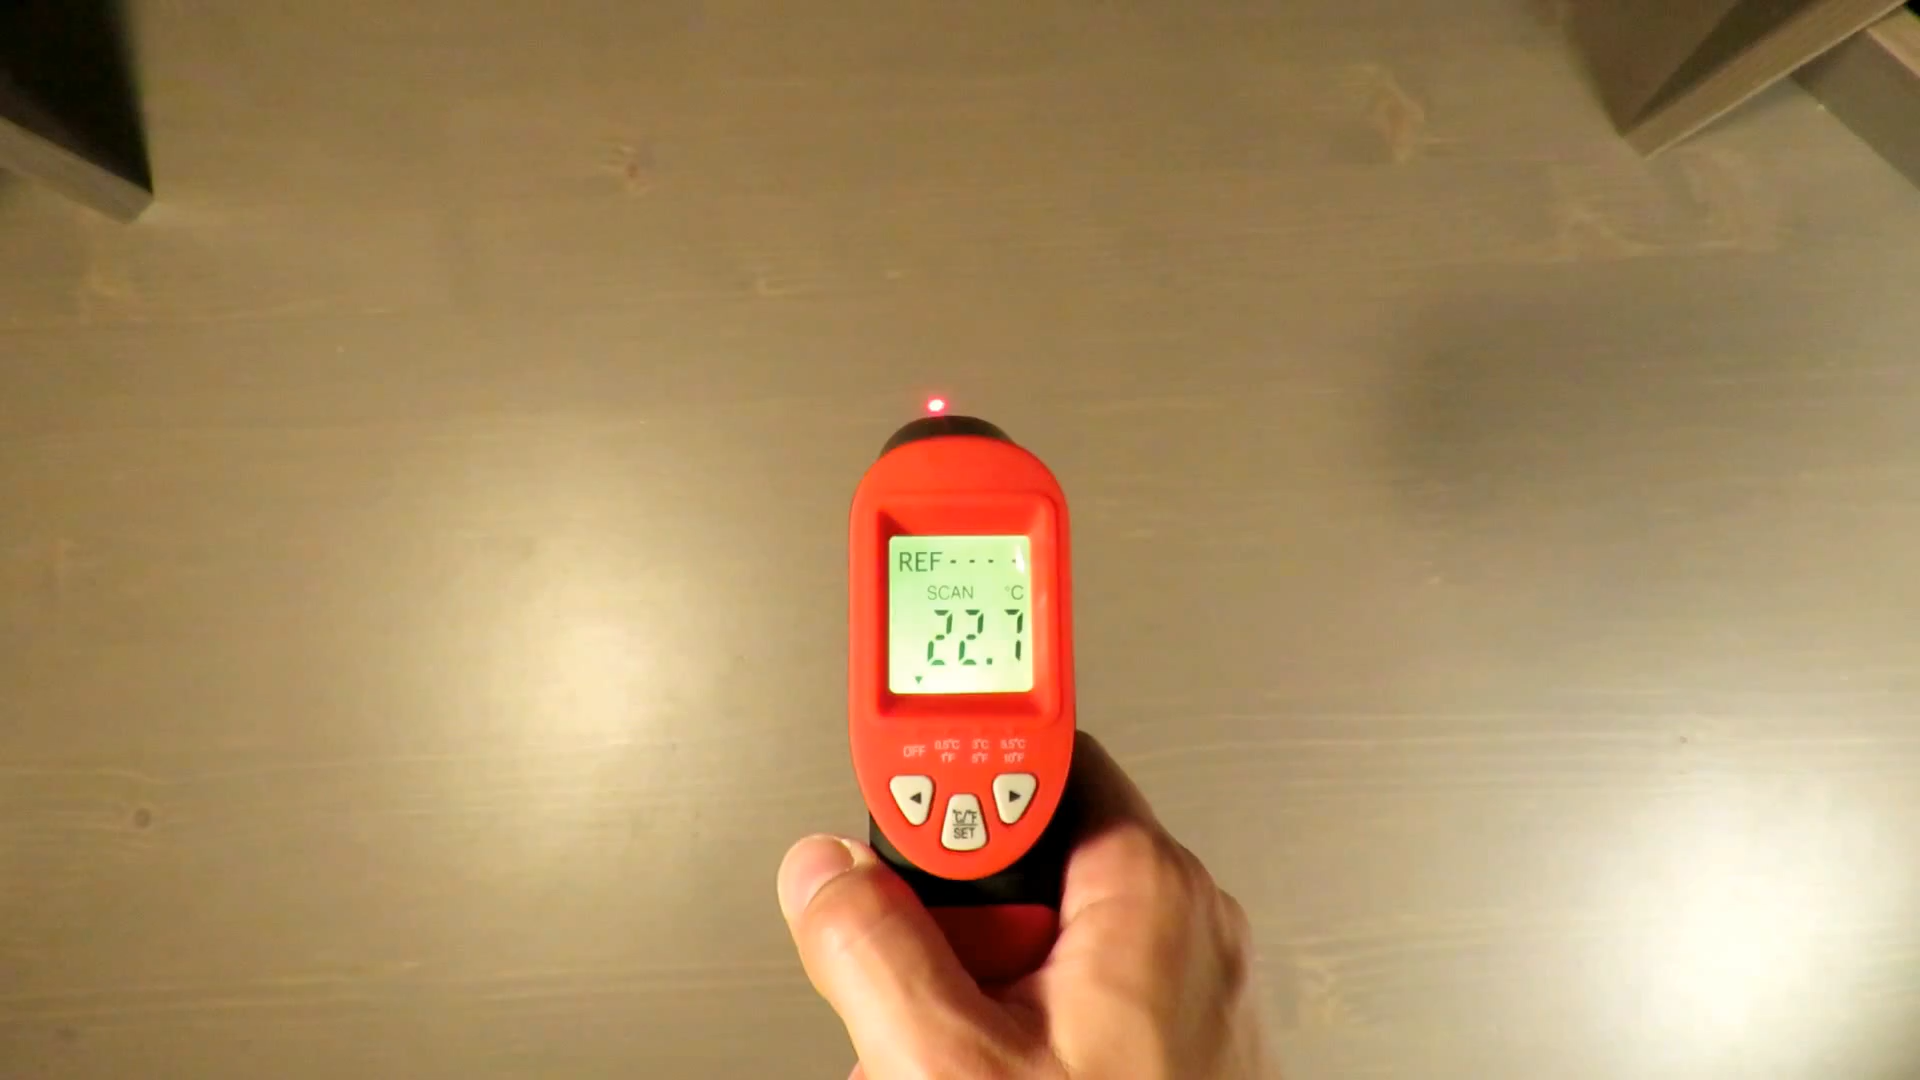 REF----
SCAN °C
22.7
OFF 0.5°C 3°C 5.5°C
1°F 5°F 10°F
°C/°F
SET